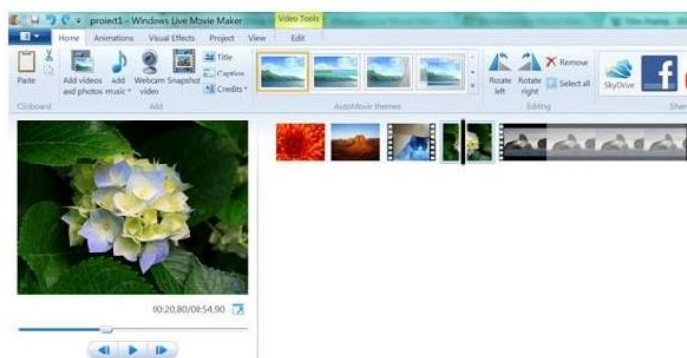 project1 - Windows Live Movie Maker
Video Tools
Home Animations Visual Effects Project View Edit
Paste
Add videos and photos
Add music
Webcam video
Snapshot
Title
Caption
Credits
Rotate left
Rotate right
Remove
Select all
SkyDrive
Clipboard
Add
AutoMovie themes
Editing
Shar
00:20,80/00:54,90